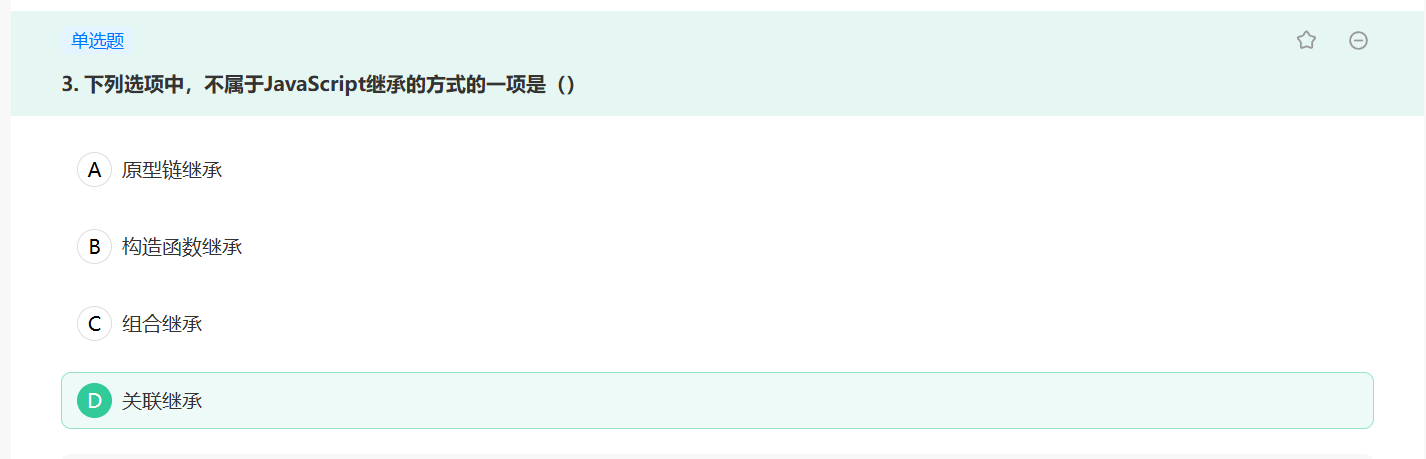 单选题
3. 下列选项中，不属于JavaScript继承的方式的一项是（）
A 原型链继承
B 构造函数继承
C 组合继承
D 关联继承